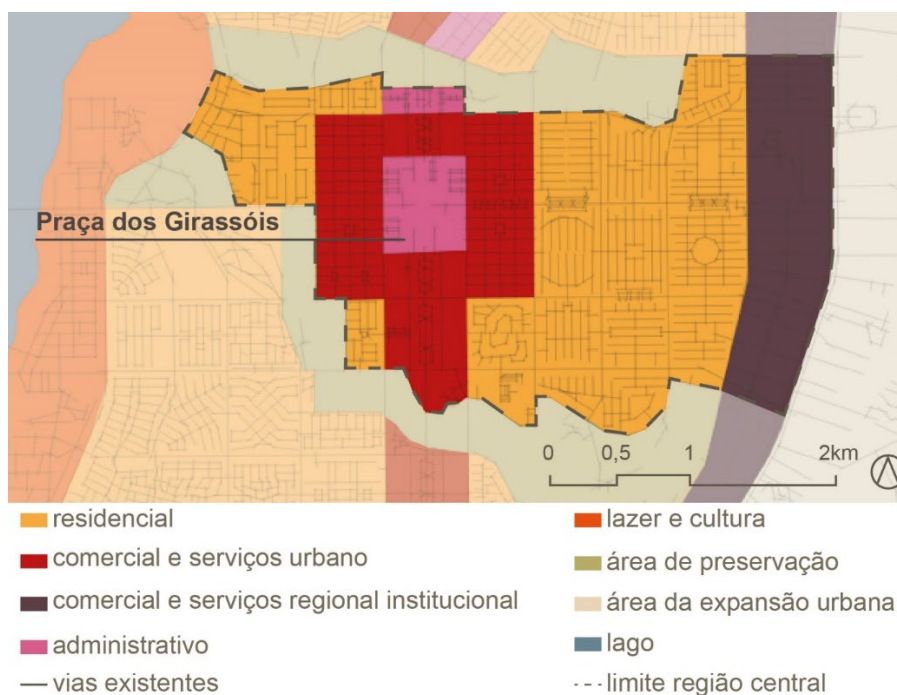 Praça dos Girassóis
0 0,5 1 2km
residencial
comercial e serviços urbano
comercial e serviços regional institucional
administrativo
vias existentes
lazer e cultura
área de preservação
área da expansão urbana
lago
limite região central